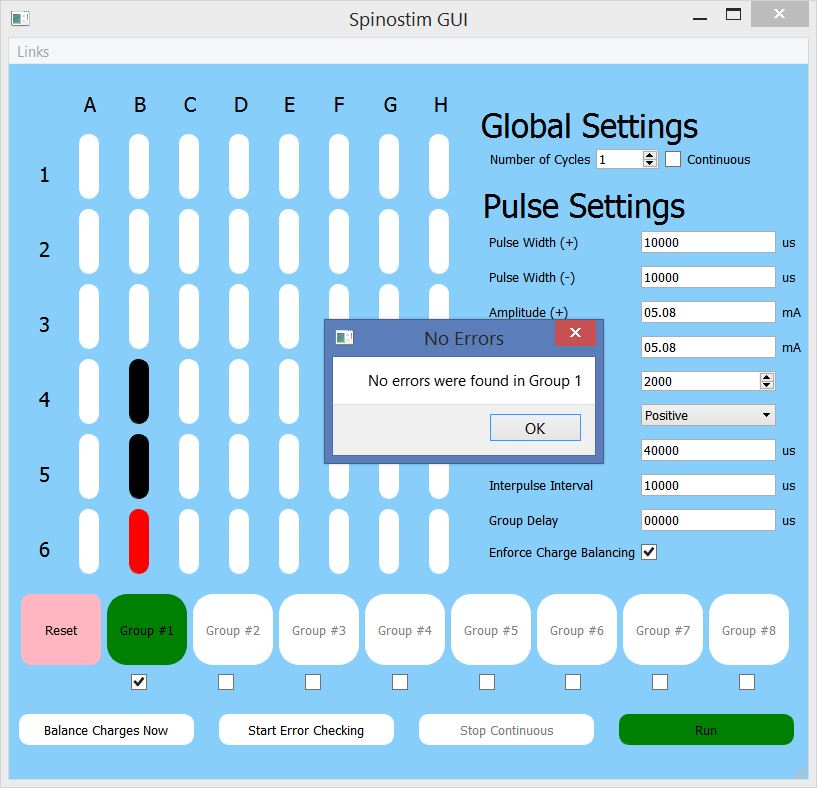 Spinostim GUI
Links
A B C D E F G H
1
2
3
4
5
6
Global Settings
Number of Cycles 1 Continuous
Pulse Settings
Pulse Width (+) 10000 us
Pulse Width (-) 10000 us
Amplitude (+) 05.08 mA
05.08 mA
2000
Positive
40000 us
Interpulse Interval 10000 us
Group Delay 00000 us
Enforce Charge Balancing
No Errors
No errors were found in Group 1
OK
Reset Group #1 Group #2 Group #3 Group #4 Group #5 Group #6 Group #7 Group #8
Balance Charges Now Start Error Checking Stop Continuous Run